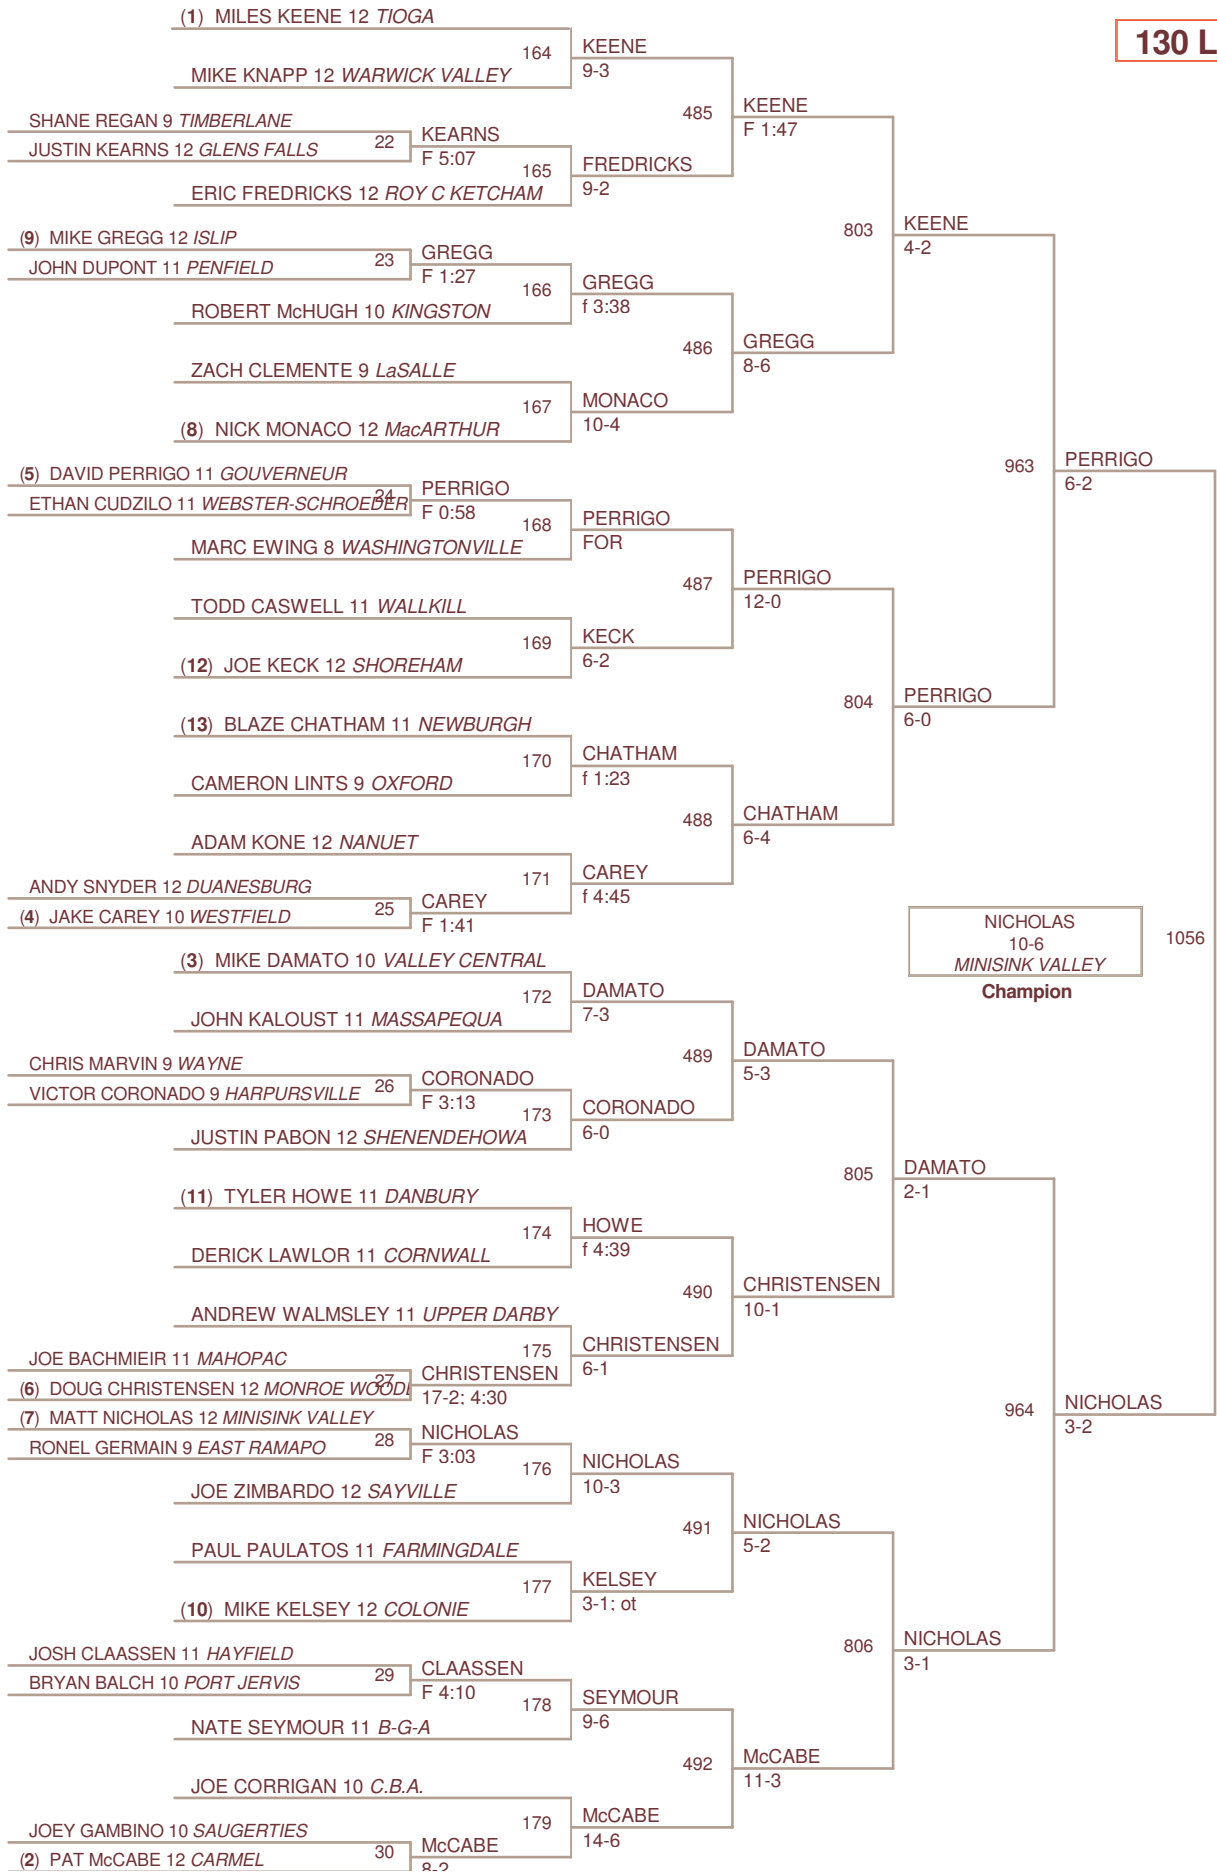 (1) MILES KEENE 12 TIOGA
130 L
164
KEENE
9-3
MIKE KNAPP 12 WARWICK VALLEY
485
KEENE
F 1:47
SHANE REGAN 9 TIMBERLANE
22
KEARNS
F 5:07
JUSTIN KEARNS 12 GLENS FALLS
165
FREDRICKS
9-2
ERIC FREDRICKS 12 ROY C KETCHAM
803
KEENE
4-2
(9) MIKE GREGG 12 ISLIP
23
GREGG
F 1:27
JOHN DUPONT 11 PENFIELD
166
GREGG
f 3:38
ROBERT McHUGH 10 KINGSTON
486
GREGG
8-6
ZACH CLEMENTE 9 LaSALLE
167
MONACO
10-4
(8) NICK MONACO 12 MacARTHUR
963
PERRIGO
6-2
(5) DAVID PERRIGO 11 GOUVERNEUR
24
PERRIGO
F 0:58
ETHAN CUDZILO 11 WEBSTER-SCHROEDER
168
PERRIGO
FOR
MARC EWING 8 WASHINGTONVILLE
487
PERRIGO
12-0
TODD CASWELL 11 WALLKILL
169
KECK
6-2
(12) JOE KECK 12 SHOREHAM
804
PERRIGO
6-0
(13) BLAZE CHATHAM 11 NEWBURGH
170
CHATHAM
f 1:23
CAMERON LINTS 9 OXFORD
488
CHATHAM
6-4
ADAM KONE 12 NANUET
171
CAREY
f 4:45
ANDY SNYDER 12 DUANESBURG
25
CAREY
F 1:41
(4) JAKE CAREY 10 WESTFIELD
NICHOLAS
10-6
MINISINK VALLEY
Champion
1056
(3) MIKE DAMATO 10 VALLEY CENTRAL
172
DAMATO
7-3
JOHN KALOUST 11 MASSAPEQUA
489
DAMATO
5-3
CHRIS MARVIN 9 WAYNE
26
CORONADO
F 3:13
VICTOR CORONADO 9 HARPURSVILLE
173
CORONADO
6-0
JUSTIN PABON 12 SHENENDEHOWA
805
DAMATO
2-1
(11) TYLER HOWE 11 DANBURY
174
HOWE
f 4:39
DERICK LAWLOR 11 CORNWALL
490
CHRISTENSEN
10-1
ANDREW WALMSLEY 11 UPPER DARBY
175
CHRISTENSEN
6-1
JOE BACHMIEIR 11 MAHOPAC
27
CHRISTENSEN
17-2; 4:30
(6) DOUG CHRISTENSEN 12 MONROE WOODB
964
NICHOLAS
3-2
(7) MATT NICHOLAS 12 MINISINK VALLEY
28
NICHOLAS
F 3:03
RONEL GERMAIN 9 EAST RAMAPO
176
NICHOLAS
10-3
JOE ZIMBARDO 12 SAYVILLE
491
NICHOLAS
5-2
PAUL PAULATOS 11 FARMINGDALE
177
KELSEY
3-1; ot
(10) MIKE KELSEY 12 COLONIE
806
NICHOLAS
3-1
JOSH CLAASSEN 11 HAYFIELD
29
CLAASSEN
F 4:10
BRYAN BALCH 10 PORT JERVIS
178
SEYMOUR
9-6
NATE SEYMOUR 11 B-G-A
492
McCABE
11-3
JOE CORRIGAN 10 C.B.A.
179
McCABE
14-6
JOEY GAMBINO 10 SAUGERTIES
30
McCABE
8-2
(2) PAT McCABE 12 CARMEL